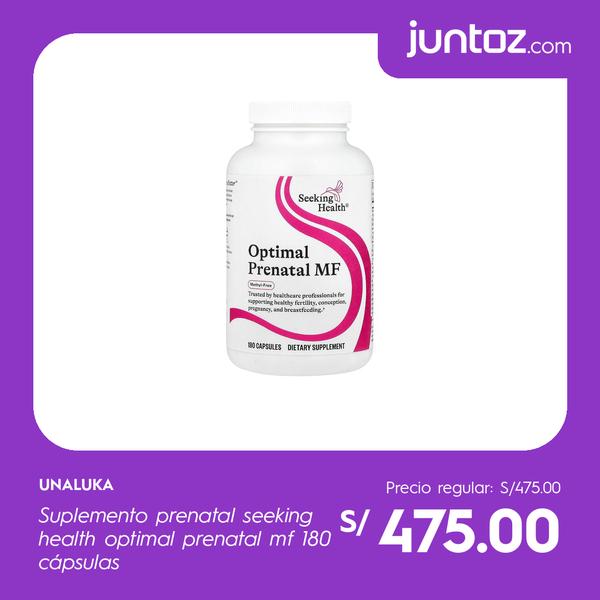 juntoz.com
Seeking
Health®
Optimal
Prenatal MF
Methyl-Free
Trusted by healthcare professionals for
supporting healthy fertility, conception,
pregnancy, and breastfeeding.*
180 CAPSULES DIETARY SUPPLEMENT
UNALUKA
Precio regular: S/475.00
Suplemento prenatal seeking
health optimal prenatal mf 180
cápsulas
S/ 475.00